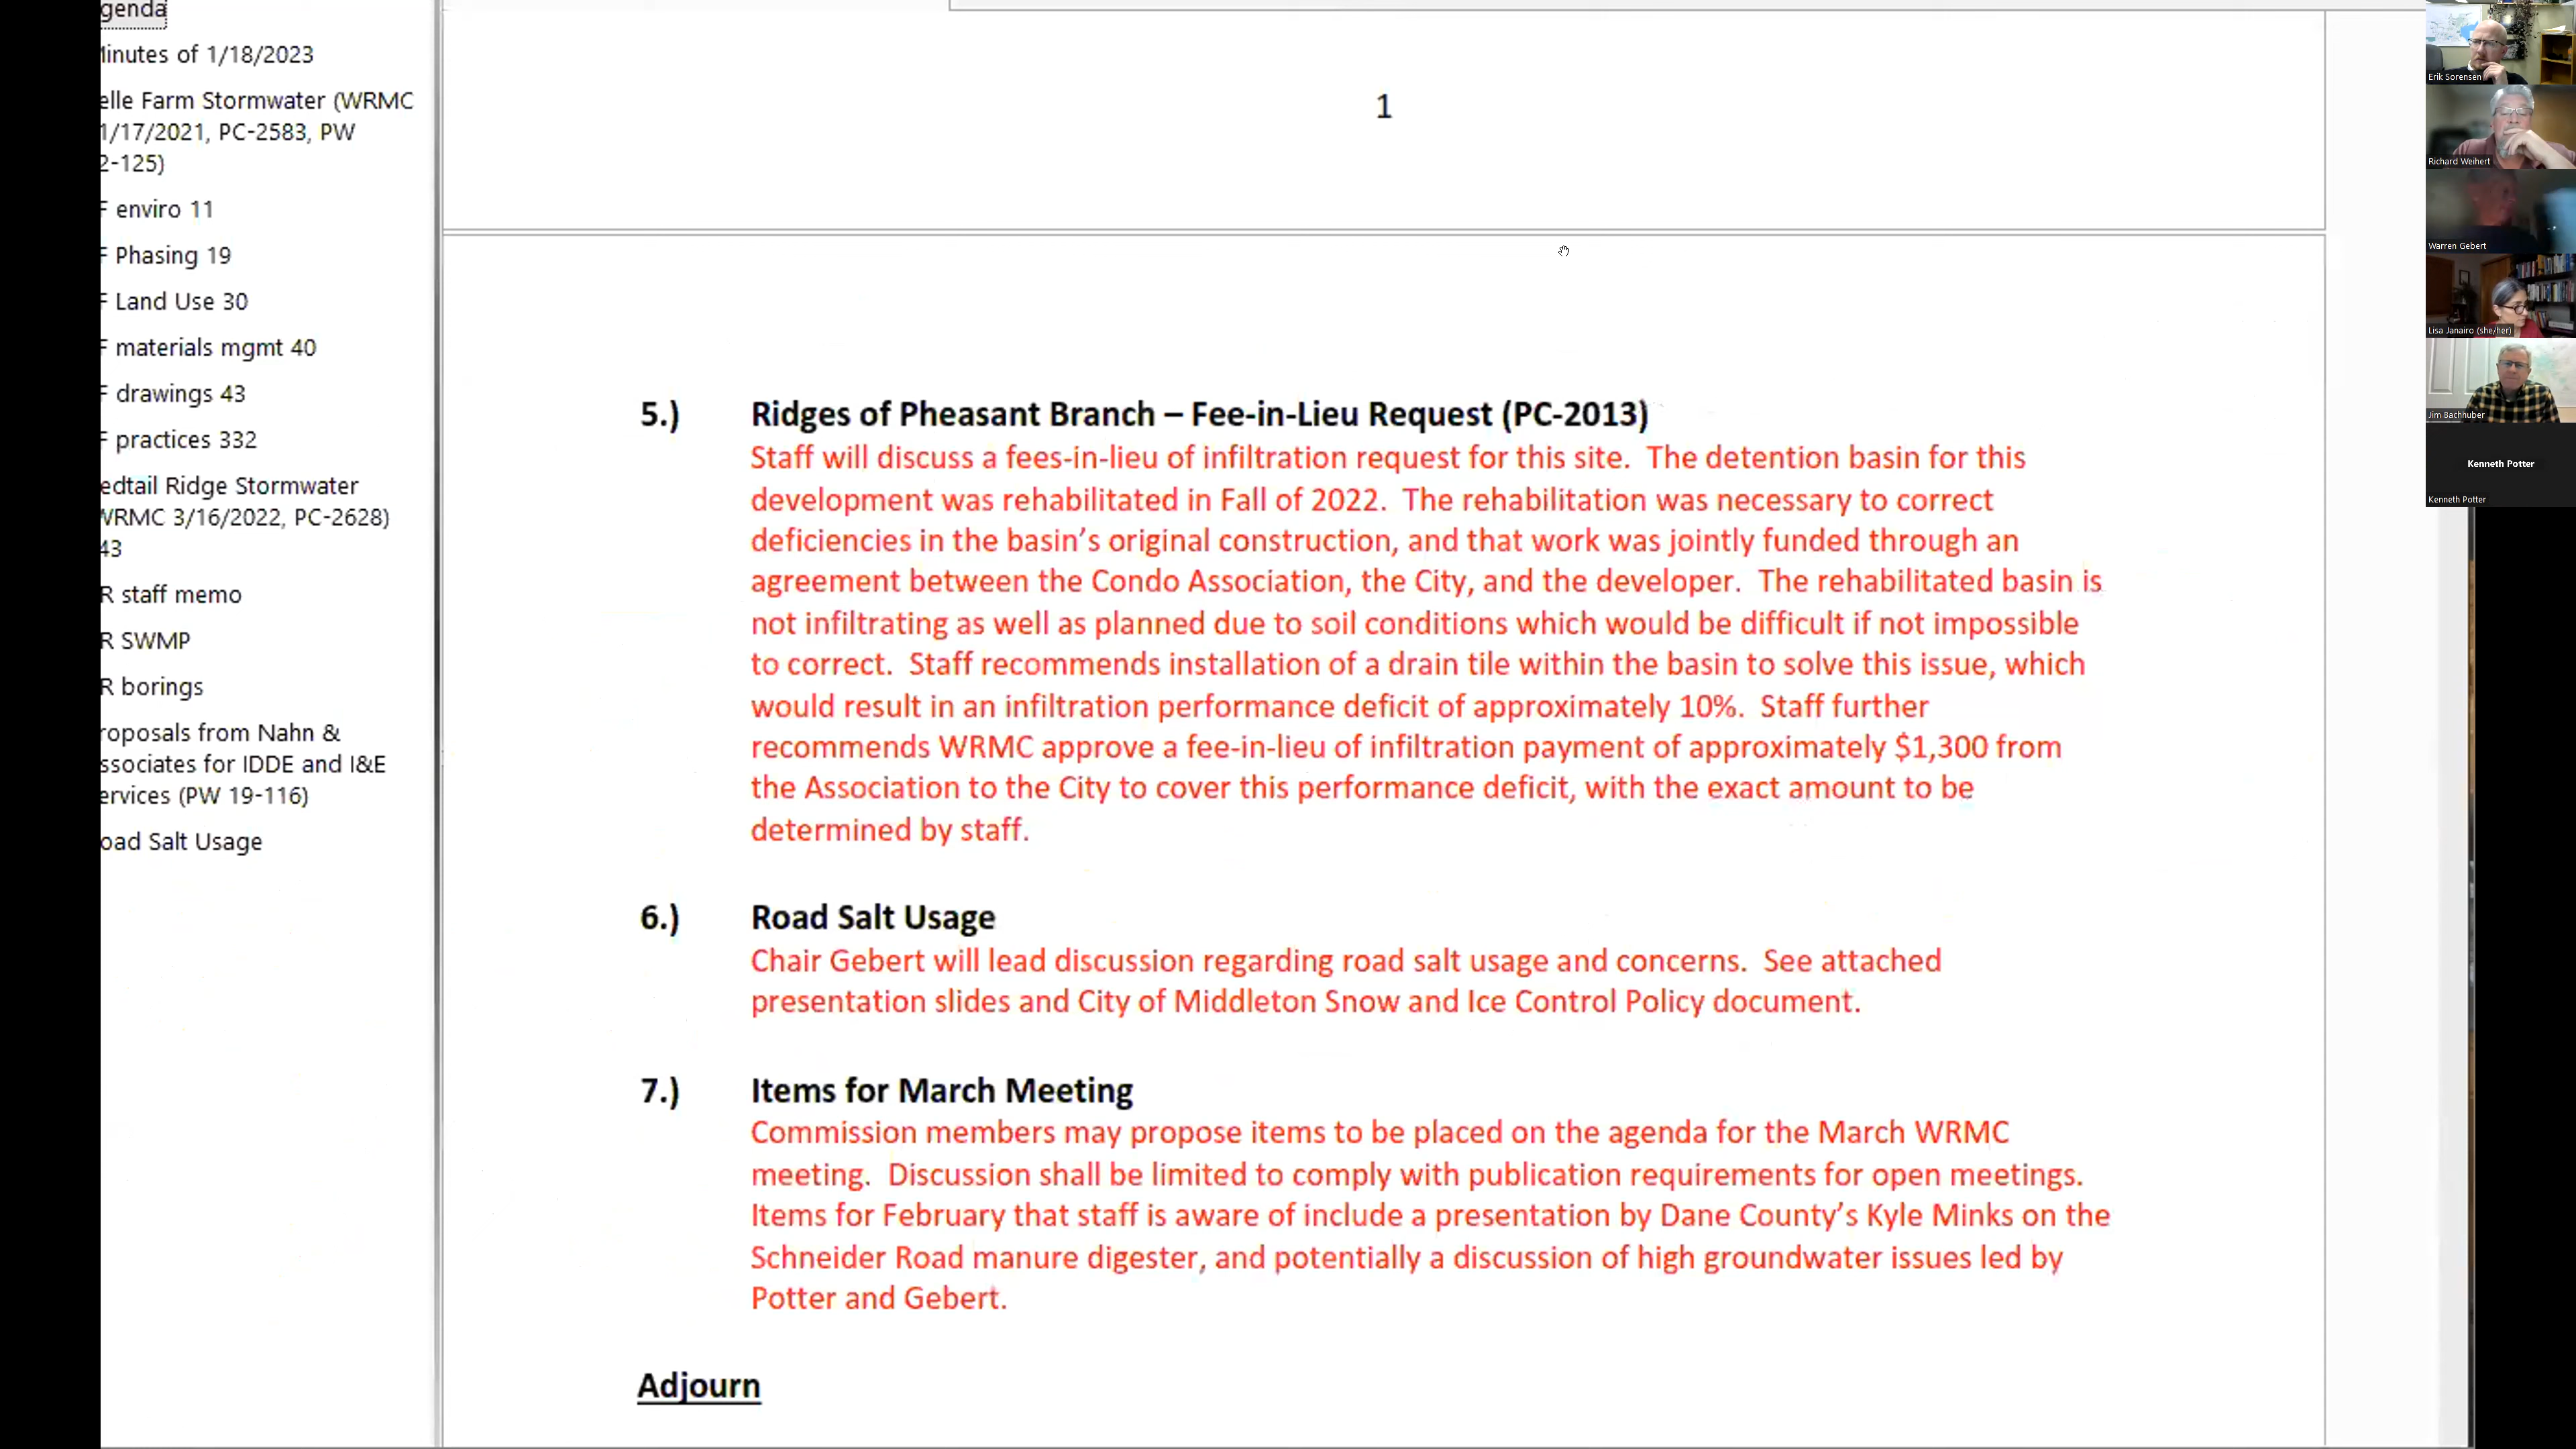 genda
Minutes of 1/18/2023
elle Farm Stormwater (WRMC
1/17/2021, PC-2583, PW
2-125)
F enviro 11
F Phasing 19
F Land Use 30
F materials mgmt 40
F drawings 43
F practices 332
edtail Ridge Stormwater
WRMC 3/16/2022, PC-2628)
43
R staff memo
R SWMP
R borings
roposals from Nahn &
ssociates for IDDE and I&E
ervices (PW 19-116)
oad Salt Usage
1
5.) Ridges of Pheasant Branch – Fee-in-Lieu Request (PC-2013)
Staff will discuss a fees-in-lieu of infiltration request for this site. The detention basin for this
development was rehabilitated in Fall of 2022. The rehabilitation was necessary to correct
deficiencies in the basin's original construction, and that work was jointly funded through an
agreement between the Condo Association, the City, and the developer. The rehabilitated basin is
not infiltrating as well as planned due to soil conditions which would be difficult if not impossible
to correct. Staff recommends installation of a drain tile within the basin to solve this issue, which
would result in an infiltration performance deficit of approximately 10%. Staff further
recommends WRMC approve a fee-in-lieu of infiltration payment of approximately $1,300 from
the Association to the City to cover this performance deficit, with the exact amount to be
determined by staff.
6.) Road Salt Usage
Chair Gebert will lead discussion regarding road salt usage and concerns. See attached
presentation slides and City of Middleton Snow and Ice Control Policy document.
7.) Items for March Meeting
Commission members may propose items to be placed on the agenda for the March WRMC
meeting. Discussion shall be limited to comply with publication requirements for open meetings.
Items for February that staff is aware of include a presentation by Dane County's Kyle Minks on the
Schneider Road manure digester, and potentially a discussion of high groundwater issues led by
Potter and Gebert.
Adjourn
Erik Sorensen
Richard Weihert
Warren Gebert
Lisa Janairo (she/her)
Jim Bachhuber
Kenneth Potter
Kenneth Potter